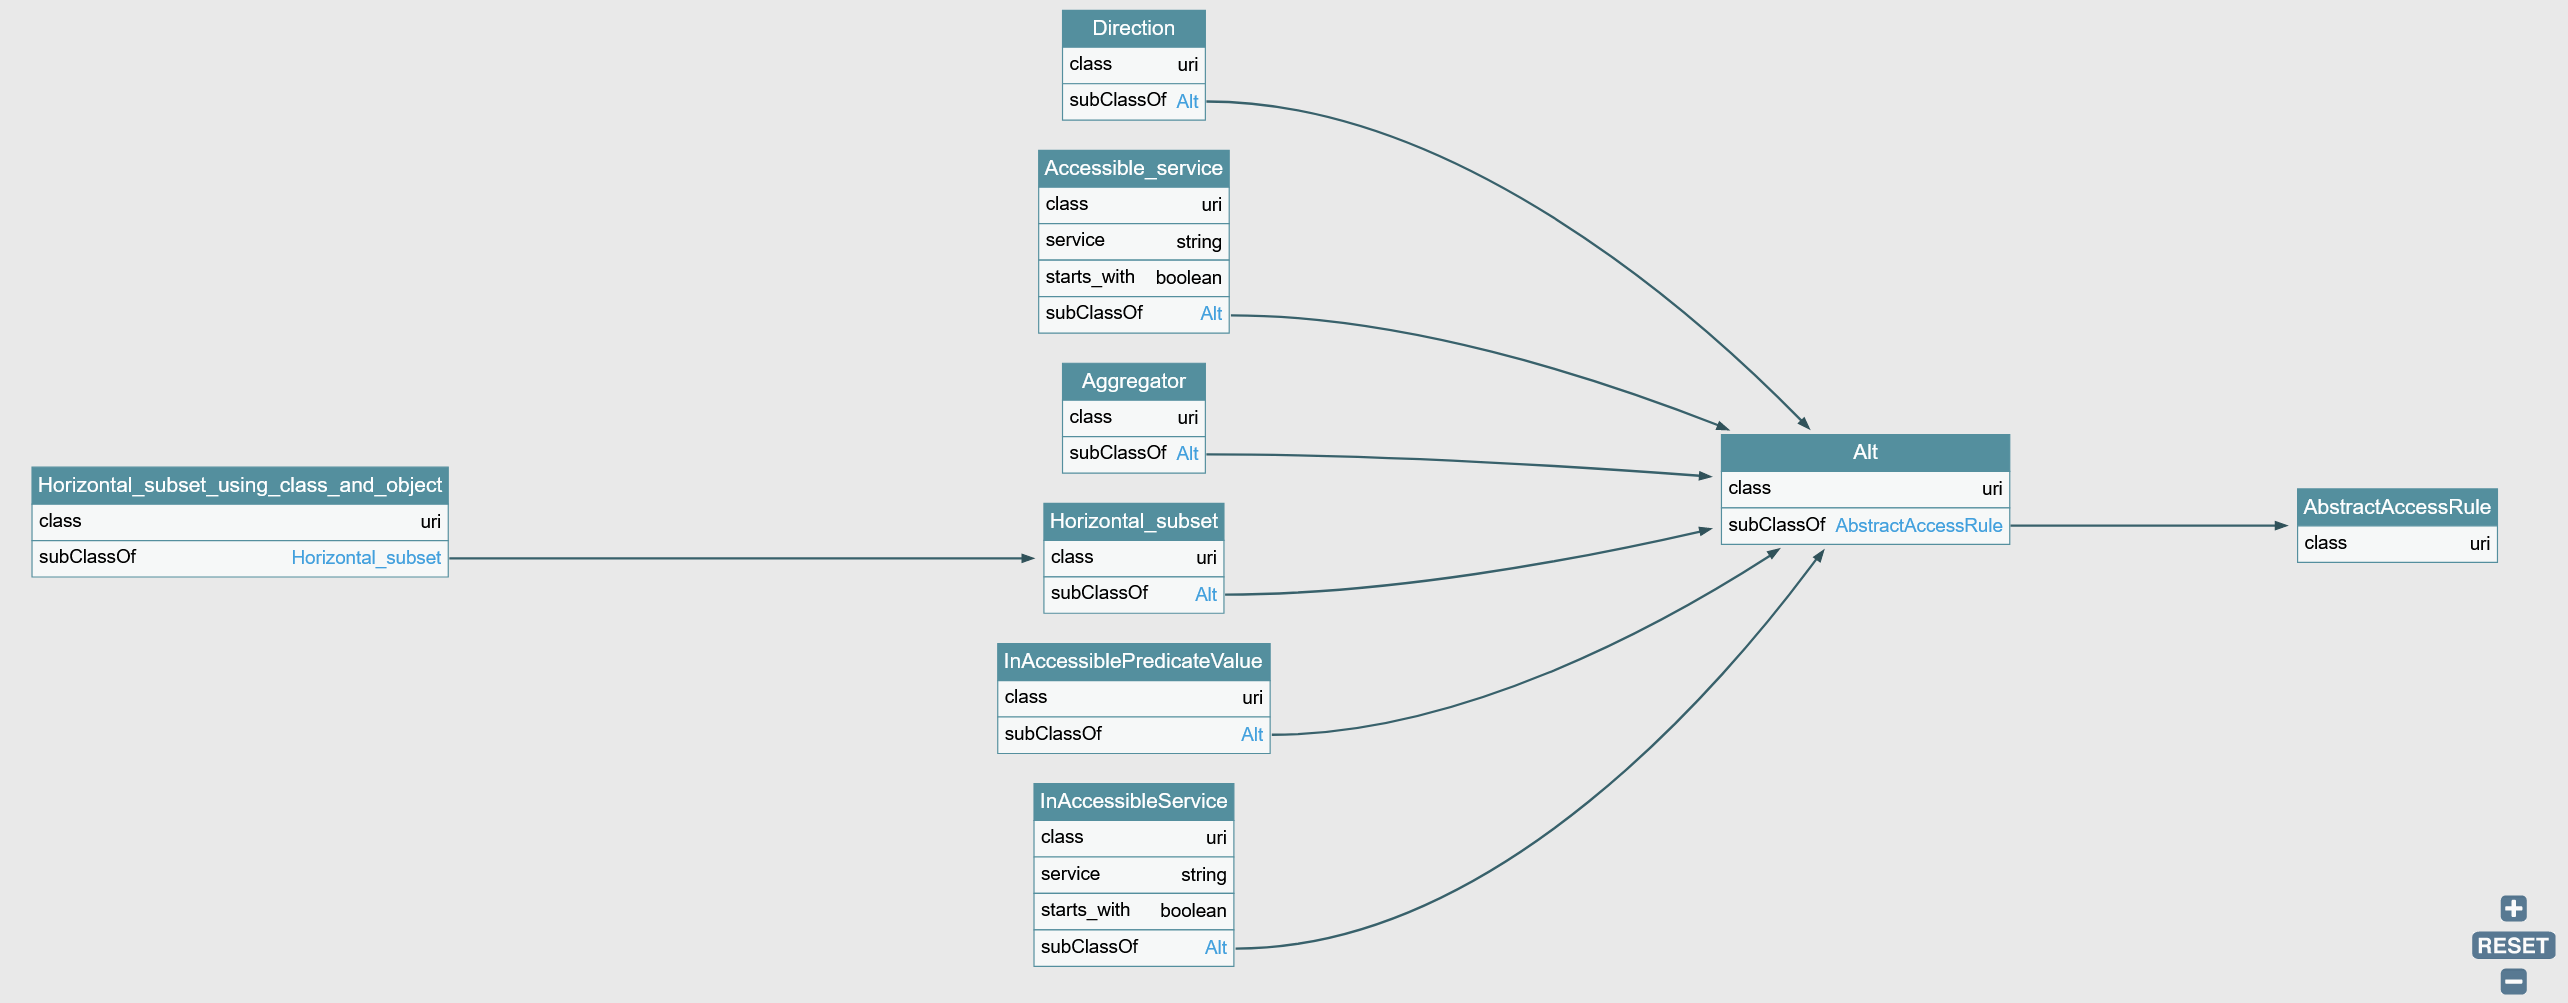 Direction
class uri
subClassOf Alt
Accessible_service
class uri
service string
starts_with boolean
subClassOf Alt
Aggregator
class uri
subClassOf Alt
Horizontal_subset_using_class_and_object
class uri
subClassOf Horizontal_subset
Horizontal_subset
class uri
subClassOf Alt
InAccessiblePredicateValue
class uri
subClassOf Alt
InAccessibleService
class uri
service string
starts_with boolean
subClassOf Alt
Alt
class uri
subClassOf AbstractAccessRule
AbstractAccessRule
class uri
RESET